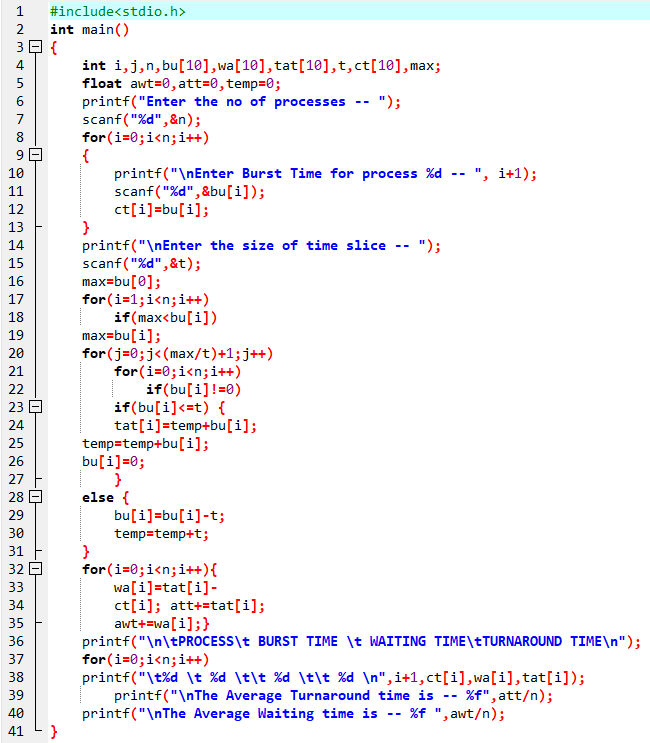 1 #include<stdio.h>
2 int main()
3 {
4 int i,j,n,bu[10],wa[10],tat[10],t,ct[10],max;
5 float awt=0,att=0,temp=0;
6 printf("Enter the no of processes -- ");
7 scanf("%d",&n);
8 for(i=0;i<n;i++)
9 {
10 printf("\nEnter Burst Time for process %d -- ", i+1);
11 scanf("%d",&bu[i]);
12 ct[i]=bu[i];
13 }
14 printf("\nEnter the size of time slice -- ");
15 scanf("%d",&t);
16 max=bu[0];
17 for(i=1;i<n;i++)
18 if(max<bu[i])
19 max=bu[i];
20 for(j=0;j<(max/t)+1;j++)
21 for(i=0;i<n;i++)
22 if(bu[i]!=0)
23 if(bu[i]<=t) {
24 tat[i]=temp+bu[i];
25 temp=temp+bu[i];
26 bu[i]=0;
27 }
28 else {
29 bu[i]=bu[i]-t;
30 temp=temp+t;
31 }
32 for(i=0;i<n;i++){
33 wa[i]=tat[i]-
34 ct[i]; att+=tat[i];
35 awt+=wa[i];}
36 printf("\n\tPROCESS\t BURST TIME \t WAITING TIME\tTURNAROUND TIME\n");
37 for(i=0;i<n;i++)
38 printf("\t%d \t %d \t\t %d \t\t %d \n",i+1,ct[i],wa[i],tat[i]);
39 printf("\nThe Average Turnaround time is -- %f",att/n);
40 printf("\nThe Average Waiting time is -- %f ",awt/n);
41 }